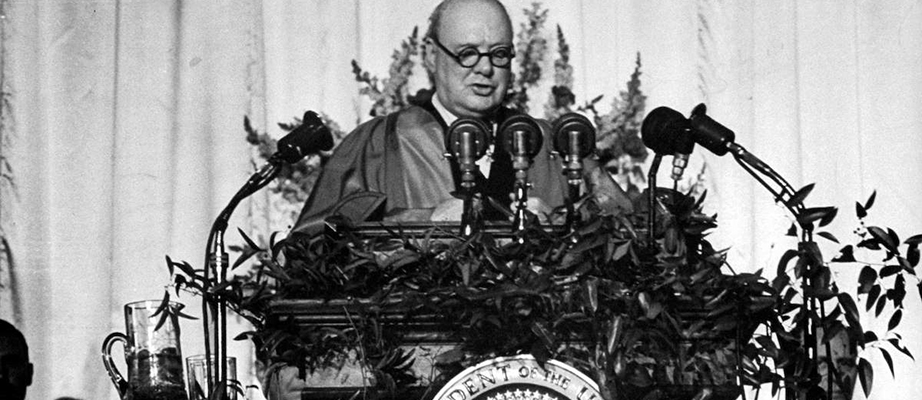 DENT OF THE U